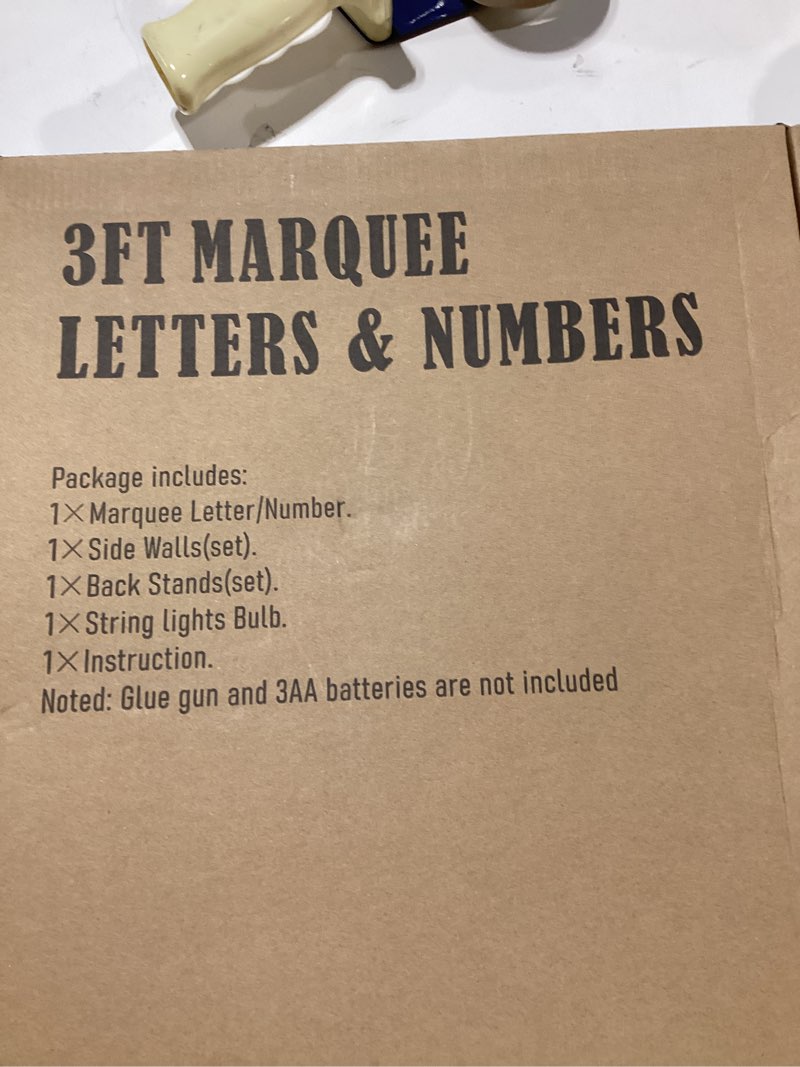 3FT MARQUEE
LETTERS & NUMBERS
Package includes:
1×Marquee Letter/Number.
1×Side Walls(set).
1×Back Stands(set).
1×String lights Bulb.
1×Instruction.
Noted: Glue gun and 3AA batteries are not included